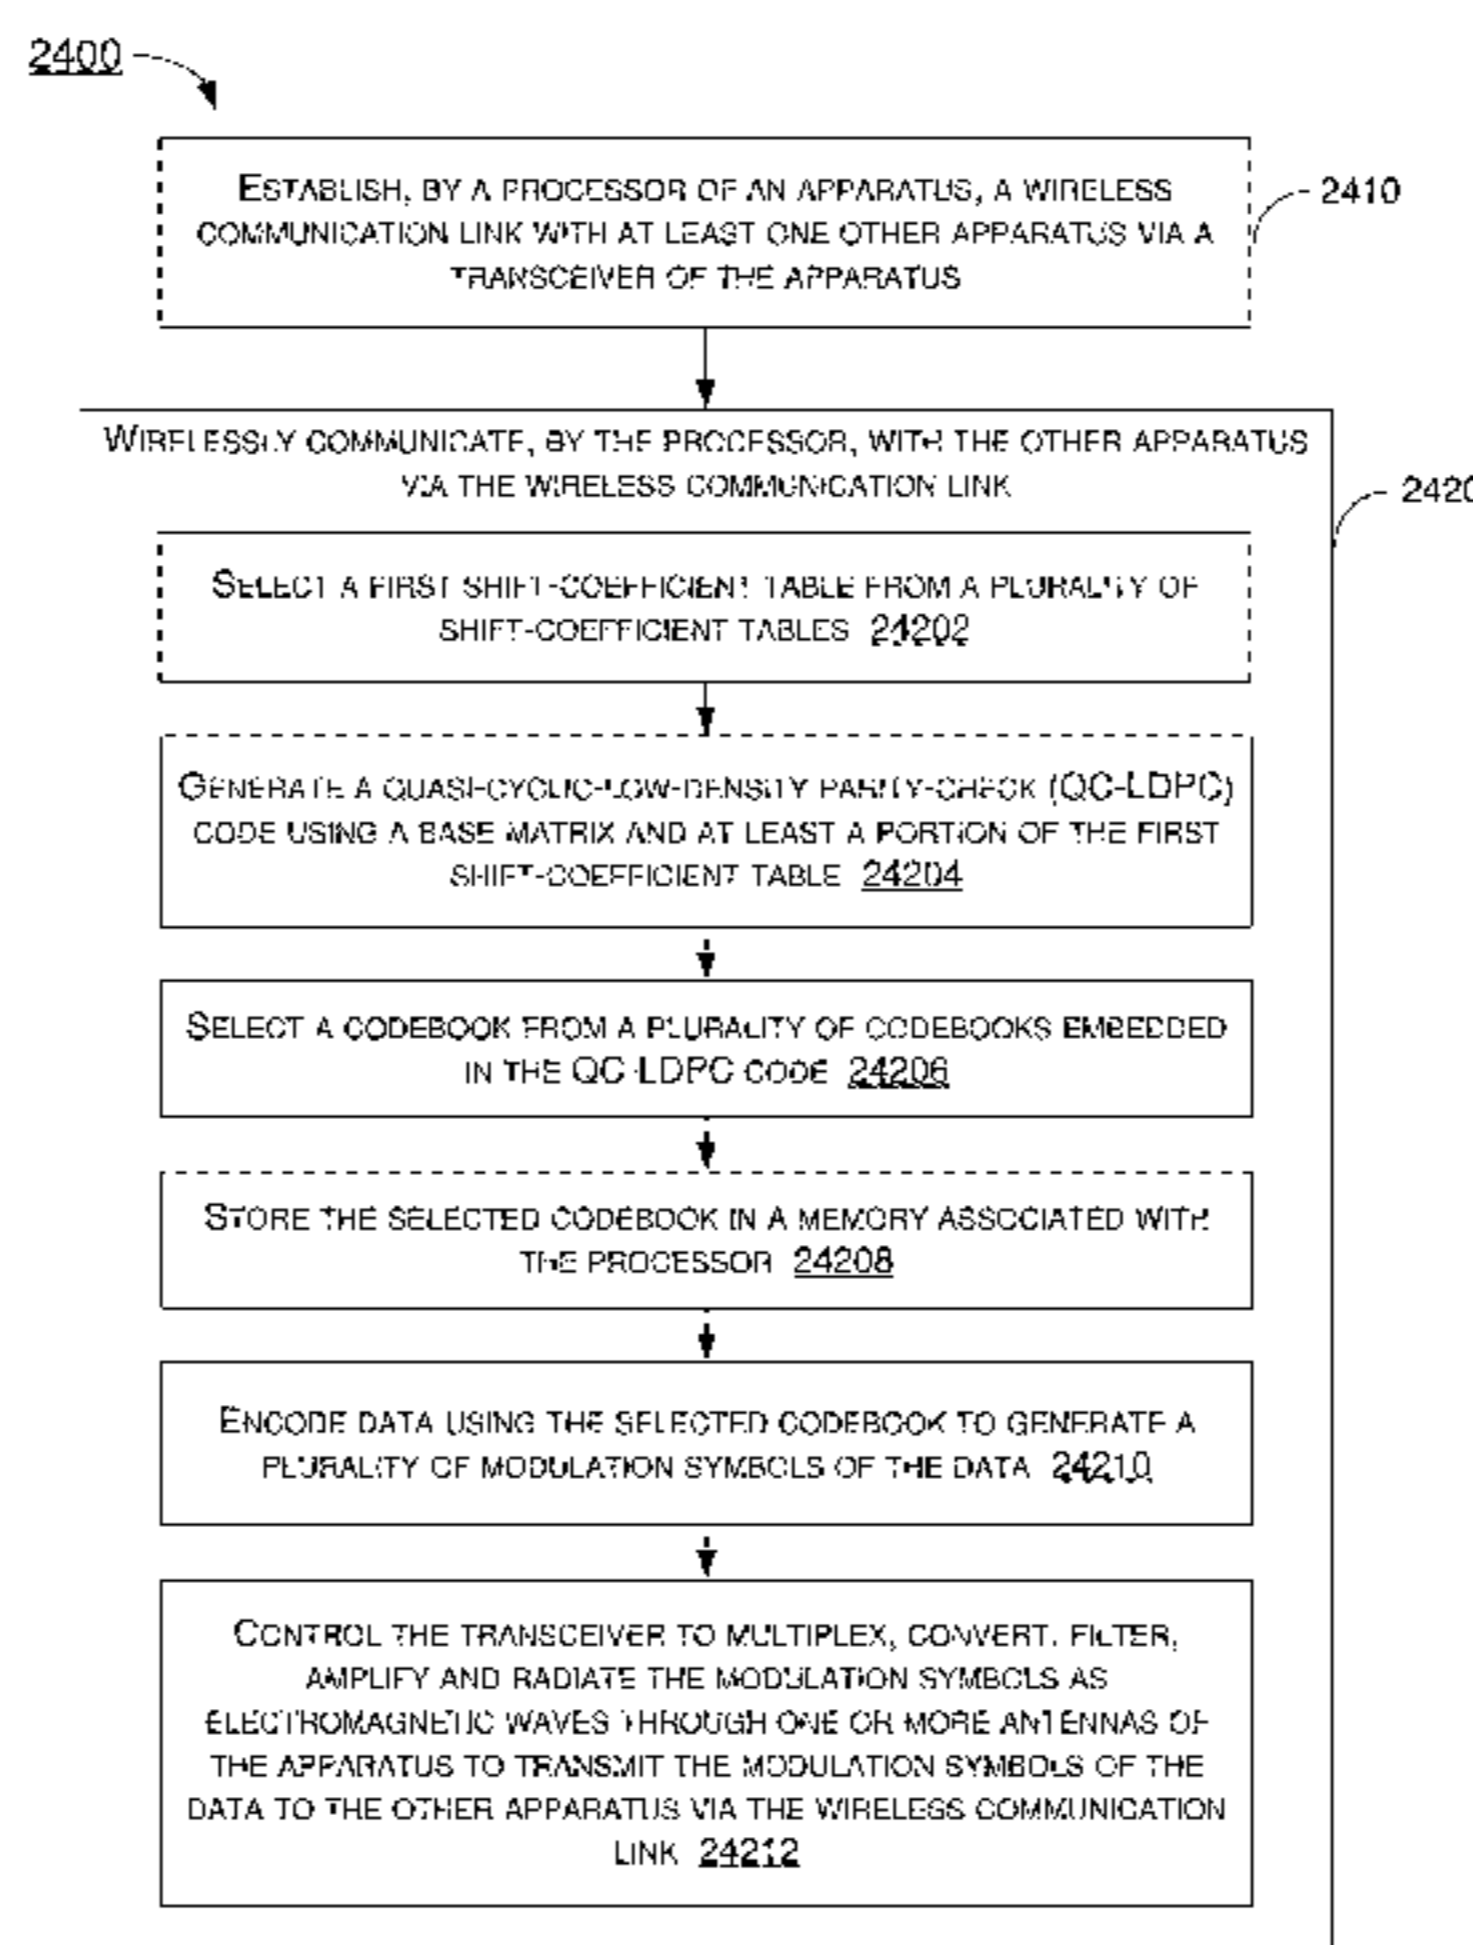 2400
ESTABLISH, BY A PROCESSOR OF AN APPARATUS, A WIRELESS
COMMUNICATION LINK WITH AT LEAST ONE OTHER APPARATUS VIA A
TRANSCEIVER OF THE APPARATUS
2410
WIRELESSLY COMMUNICATE, BY THE PROCESSOR, WITH THE OTHER APPARATUS
VIA THE WIRELESS COMMUNICATION LINK
2420
SELECT A FIRST SHIFT-COEFFICIENT TABLE FROM A PLURALITY OF
SHIFT-COEFFICIENT TABLES 24202
GENERATE A QUASI-CYCLIC-LOW-DENSITY PARITY-CHECK (QC-LDPC)
CODE USING A BASE MATRIX AND AT LEAST A PORTION OF THE FIRST
SHIFT-COEFFICIENT TABLE 24204
SELECT A CODEBOOK FROM A PLURALITY OF CODEBOOKS EMBEDDED
IN THE QC-LDPC CODE 24206
STORE THE SELECTED CODEBOOK IN A MEMORY ASSOCIATED WITH
THE PROCESSOR 24208
ENCODE DATA USING THE SELECTED CODEBOOK TO GENERATE A
PLURALITY OF MODULATION SYMBOLS OF THE DATA 24210
CONTROL THE TRANSCEIVER TO MULTIPLEX, CONVERT, FILTER,
AMPLIFY AND RADIATE THE MODULATION SYMBOLS AS
ELECTROMAGNETIC WAVES THROUGH ONE OR MORE ANTENNAS OF
THE APPARATUS TO TRANSMIT THE MODULATION SYMBOLS OF THE
DATA TO THE OTHER APPARATUS VIA THE WIRELESS COMMUNICATION
LINK 24212